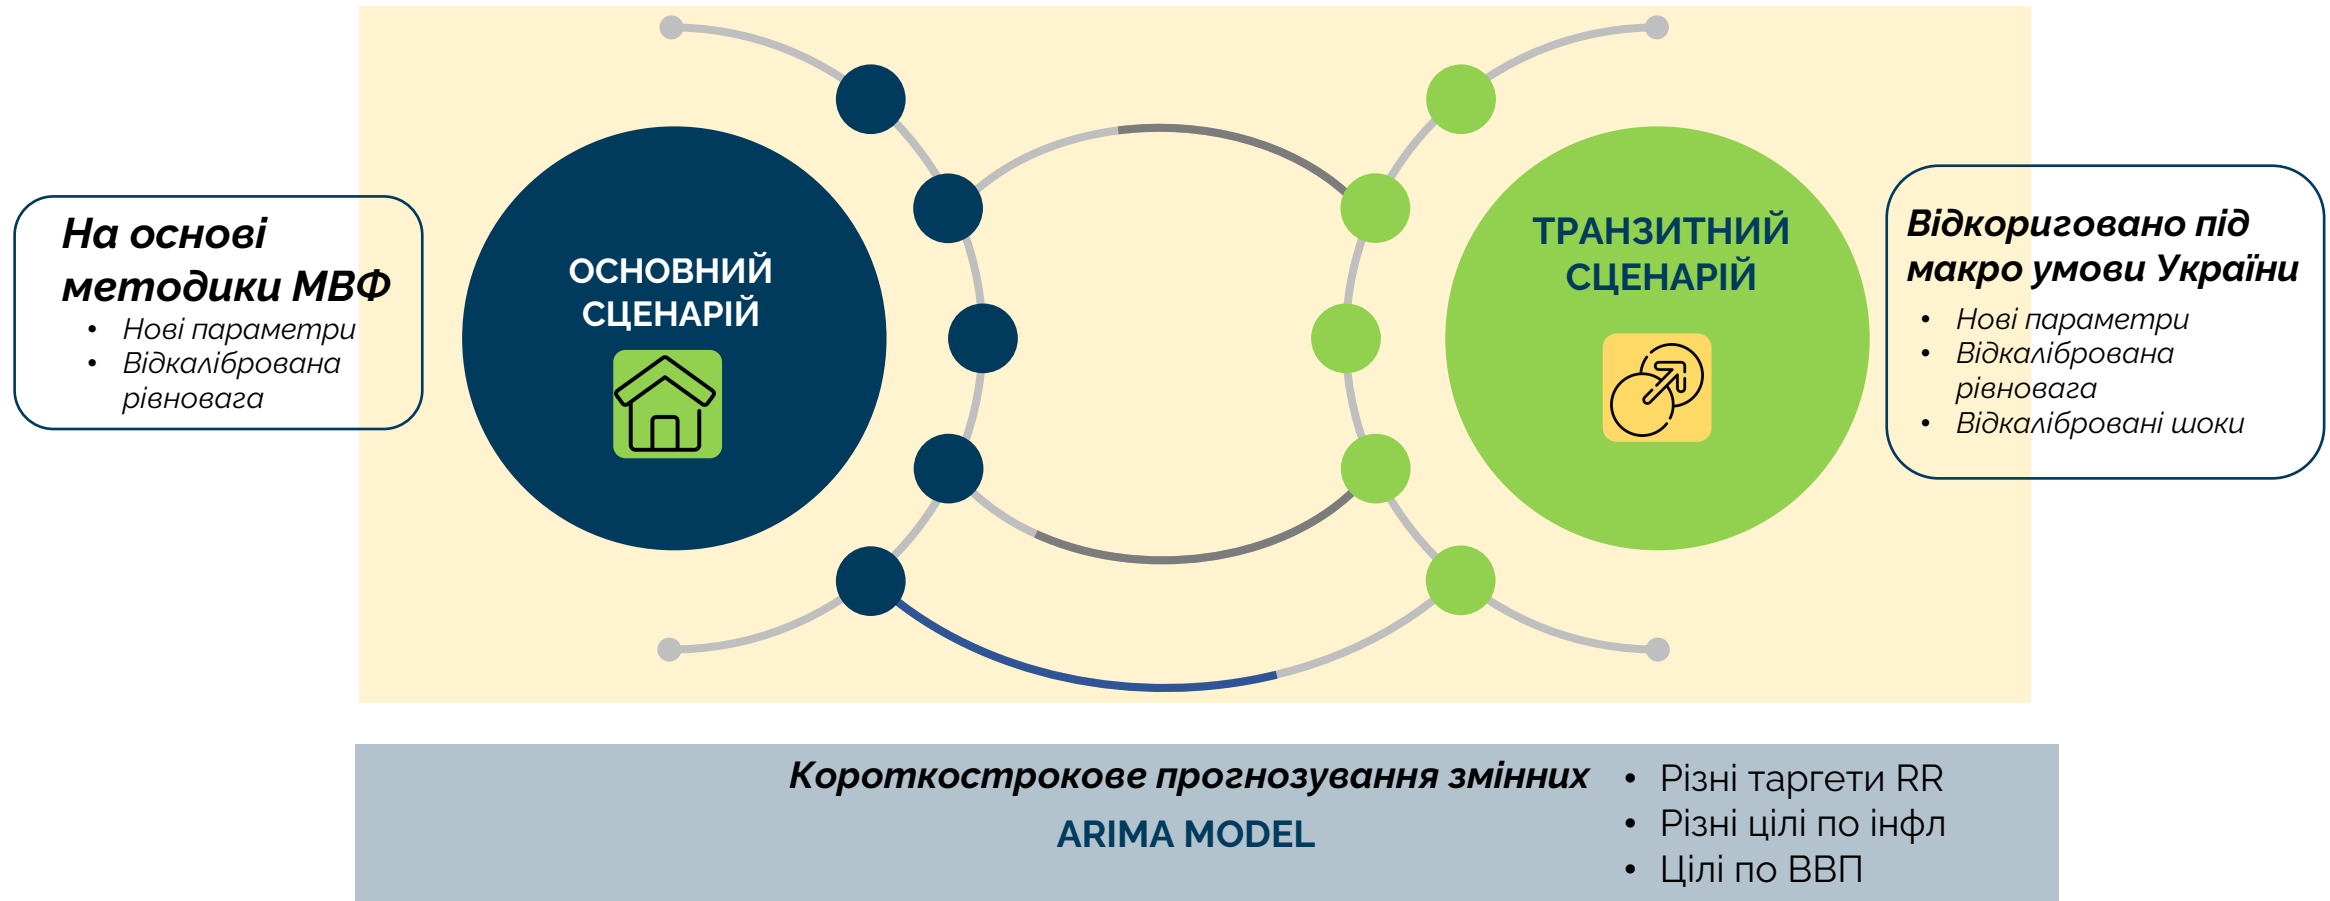 На основі
методики МВФ
• Нові параметри
• Відкалібрована
рівновага
ОСНОВНИЙ
СЦЕНАРІЙ
ТРАНЗИТНИЙ
СЦЕНАРІЙ
Відкориговано під
макро умови України
• Нові параметри
• Відкалібрована
рівновага
• Відкалібровані шоки
Короткострокове прогнозування змінних
ARIMA MODEL
• Різні таргети RR
• Різні цілі по інфл
• Цілі по ВВП